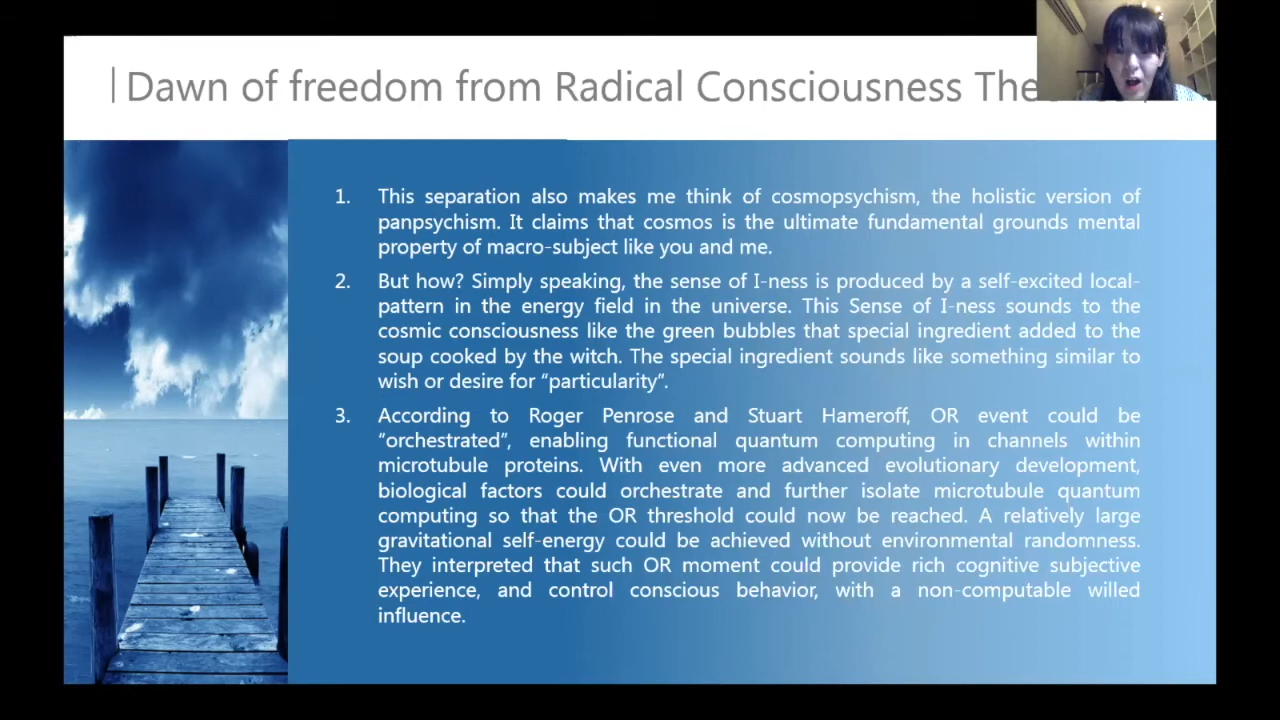 Dawn of freedom from Radical Consciousness
1. This separation also makes me think of cosmopsychism, the holistic version of
panpsychism. It claims that cosmos is the ultimate fundamental grounds mental
property of macro-subject like you and me.
2. But how? Simply speaking, the sense of I-ness is produced by a self-excited local-
pattern in the energy field in the universe. This Sense of I-ness sounds to the
cosmic consciousness like the green bubbles that special ingredient added to the
soup cooked by the witch. The special ingredient sounds like something similar to
wish or desire for “particularity”.
3. According to Roger Penrose and Stuart Hameroff, OR event could be
“orchestrated”, enabling functional quantum computing in channels within
microtubule proteins. With even more advanced evolutionary development,
biological factors could orchestrate and further isolate microtubule quantum
computing so that the OR threshold could now be reached. A relatively large
gravitational self-energy could be achieved without environmental randomness.
They interpreted that such OR moment could provide rich cognitive subjective
experience, and control conscious behavior, with a non-computable willed
influence.